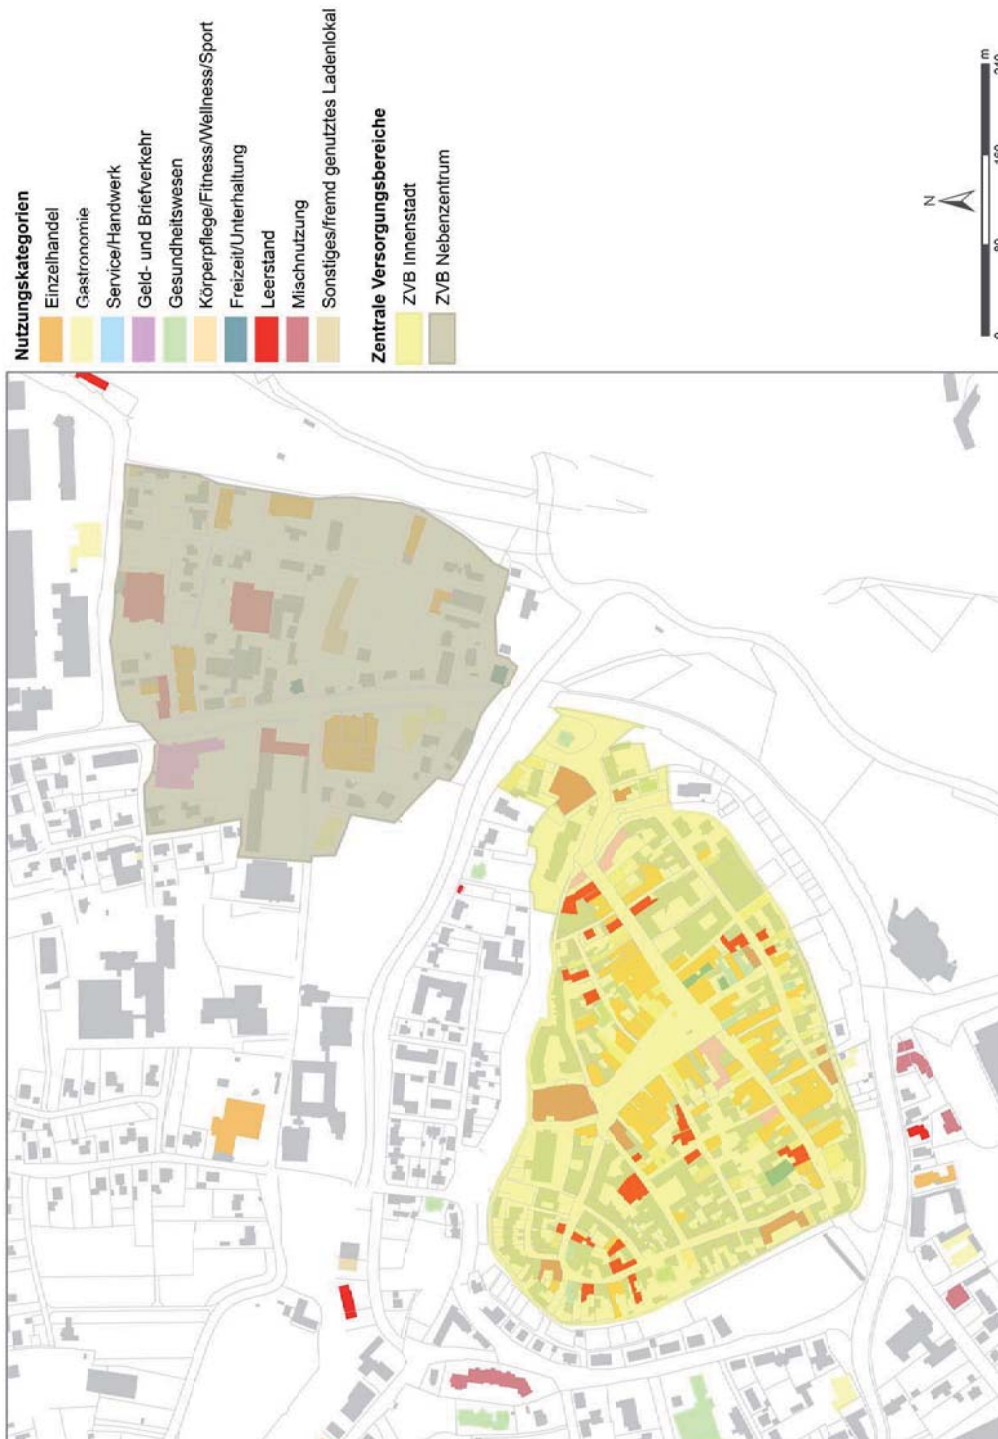 Nutzungskategorien
Einzelhandel
Gastronomie
Service/Handwerk
Geld- und Briefverkehr
Gesundheitswesen
Körperpflege/Fitness/Wellness/Sport
Freizeit/Unterhaltung
Leerstand
Mischnutzung
Sonstiges/fremd genutztes Ladenlokal
Zentrale Versorgungsbereiche
ZVB Innenstadt
ZVB Nebenzentrum
N
m